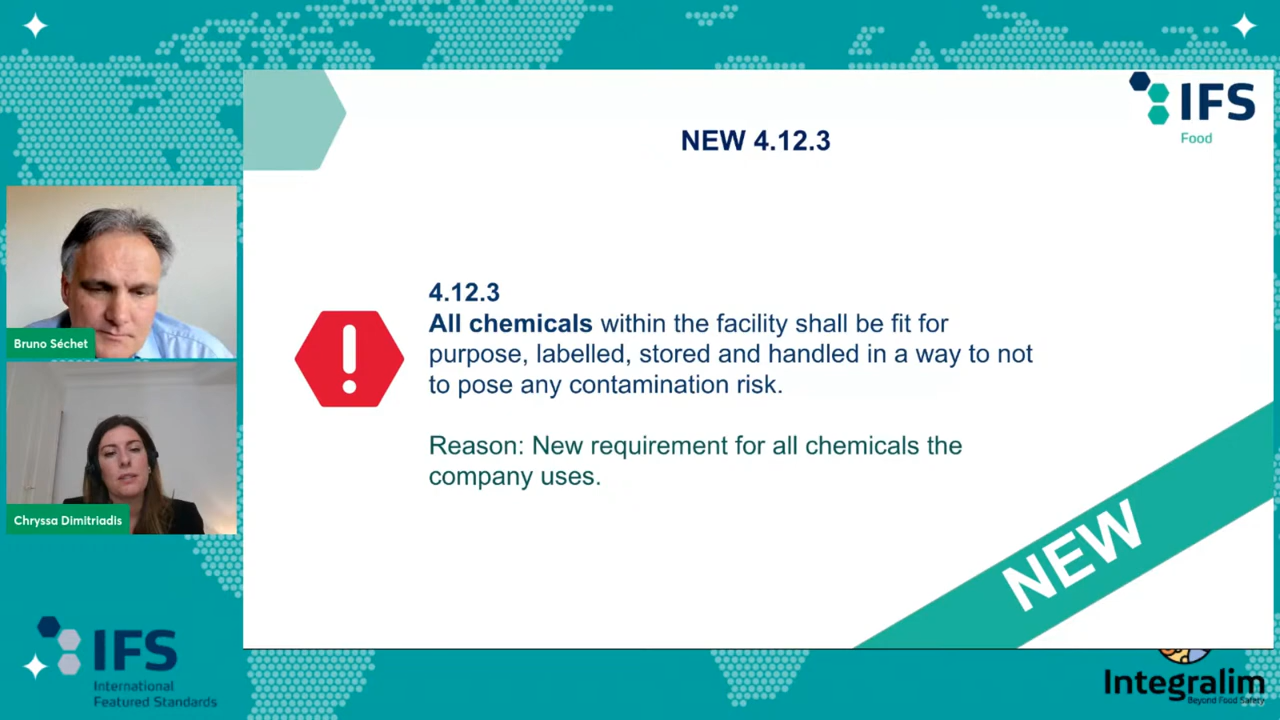 IFS
Food
NEW 4.12.3
4.12.3
All chemicals within the facility shall be fit for
purpose, labelled, stored and handled in a way to not
to pose any contamination risk.
Reason: New requirement for all chemicals the
company uses.
NEW
Bruno Séchet
Chryssa Dimitriadis
IFS
International
Featured Standards
Integralim
Beyond Food Safety